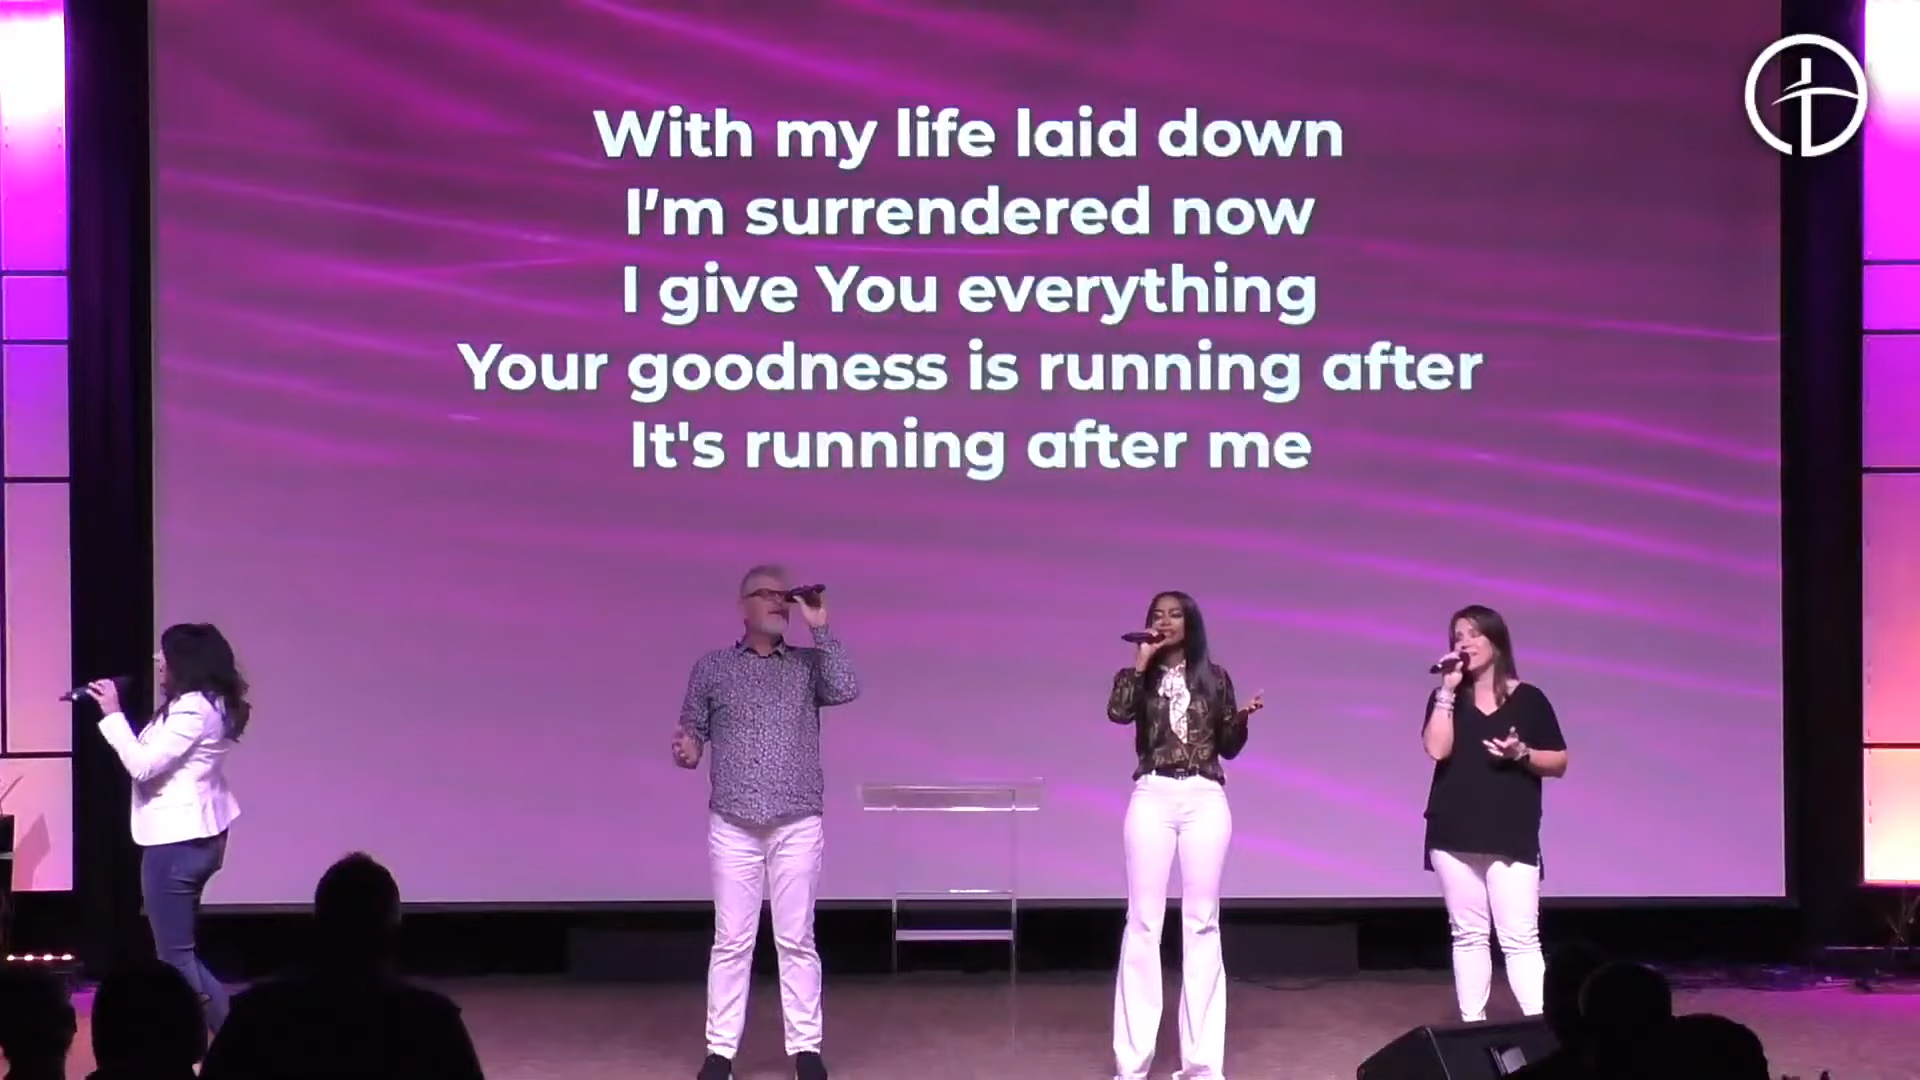 With my life laid down
I’m surrendered now
I give You everything
Your goodness is running after
It's running after me